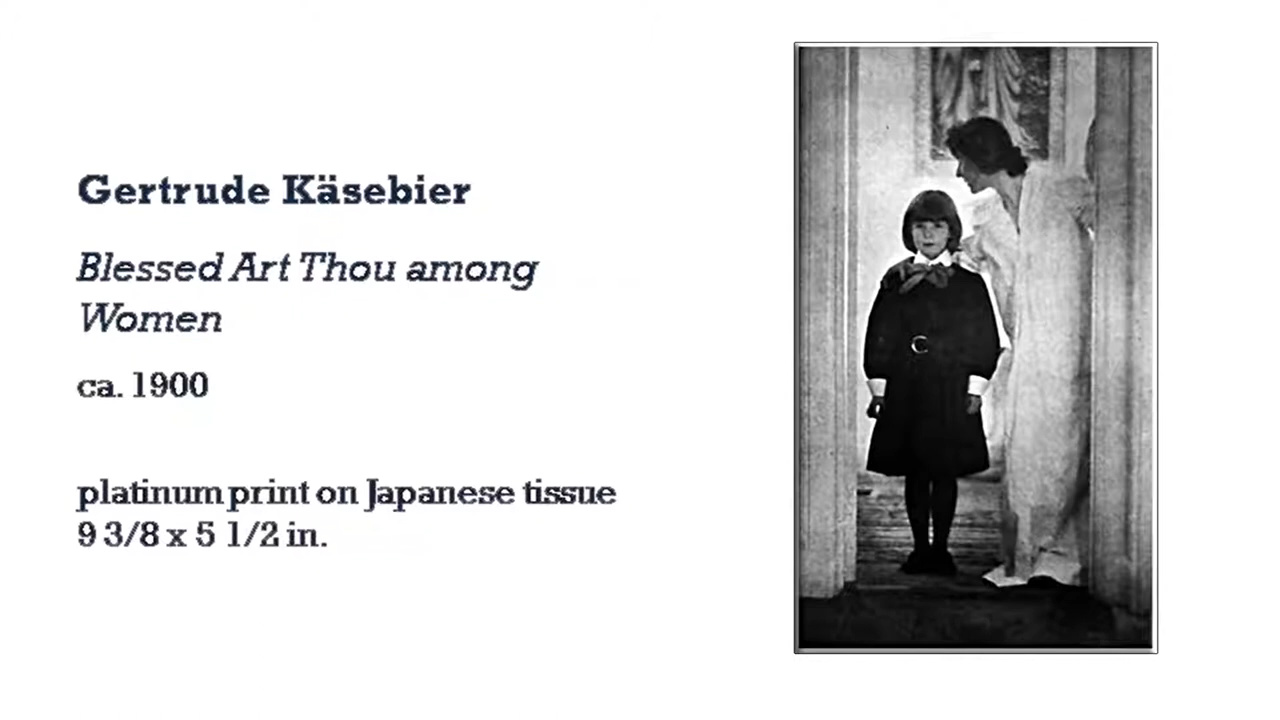 Gertrude Käsebier
Blessed Art Thou among
Women
ca. 1900
platinum print on Japanese tissue
9 3/8 x 5 1/2 in.